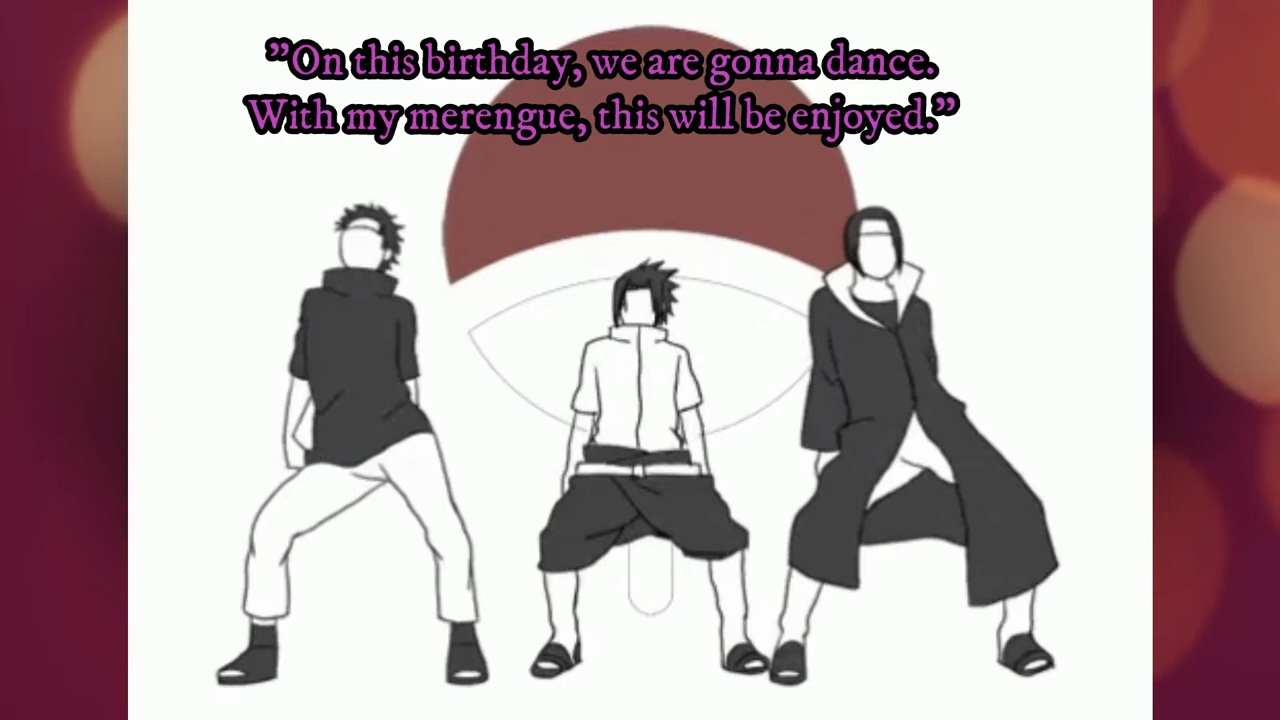 ”On this birthday, we are gonna dance.
With my merengue, this will be enjoyed.”